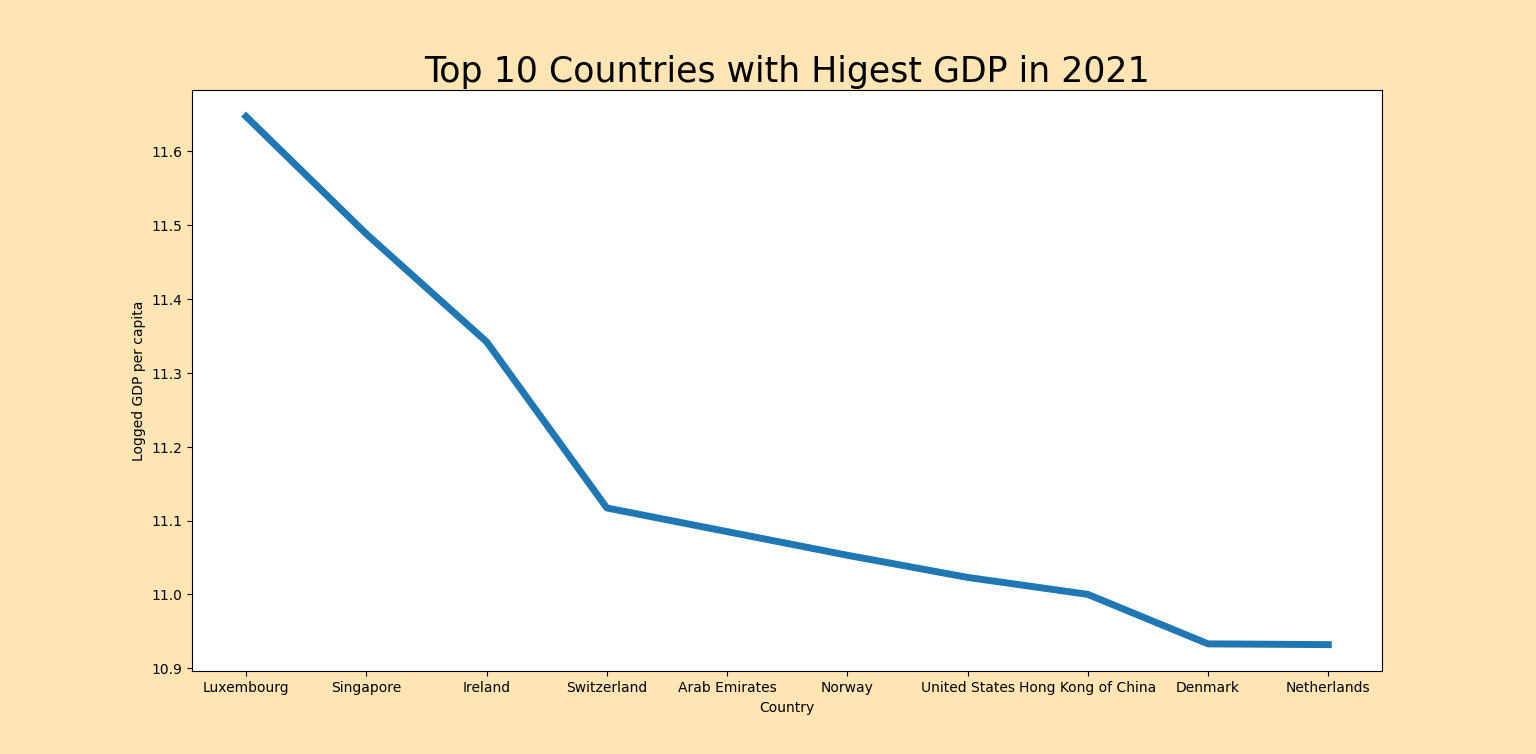 Top 10 Countries with Higest GDP in 2021
11.6
11.5
11.4
11.3
11.2
11.1
11.0
10.9
Logged GDP per capita
Luxembourg Singapore Ireland Switzerland Arab Emirates Norway United States Hong Kong of China Denmark Netherlands
Country